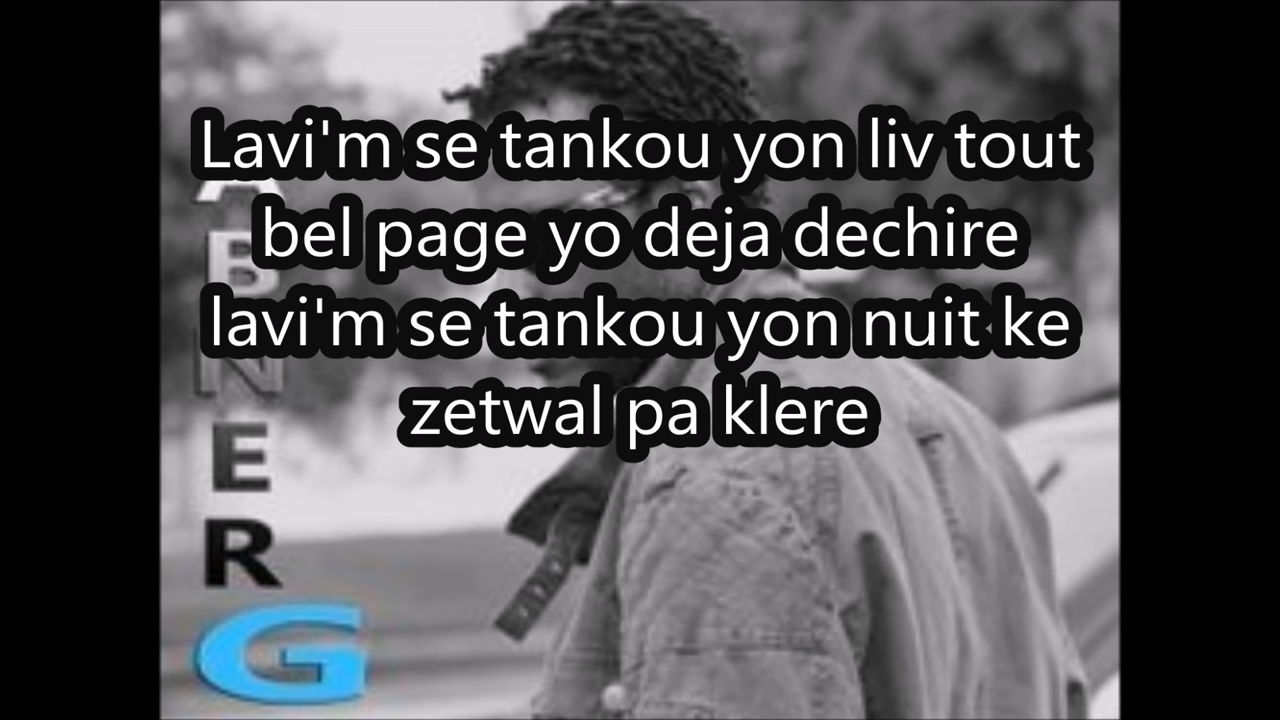 Lavi'm se tankou yon liv tout
bel page yo deja dechire
lavi'm se tankou yon nuit ke
zetwal pa klere
ABNER
G